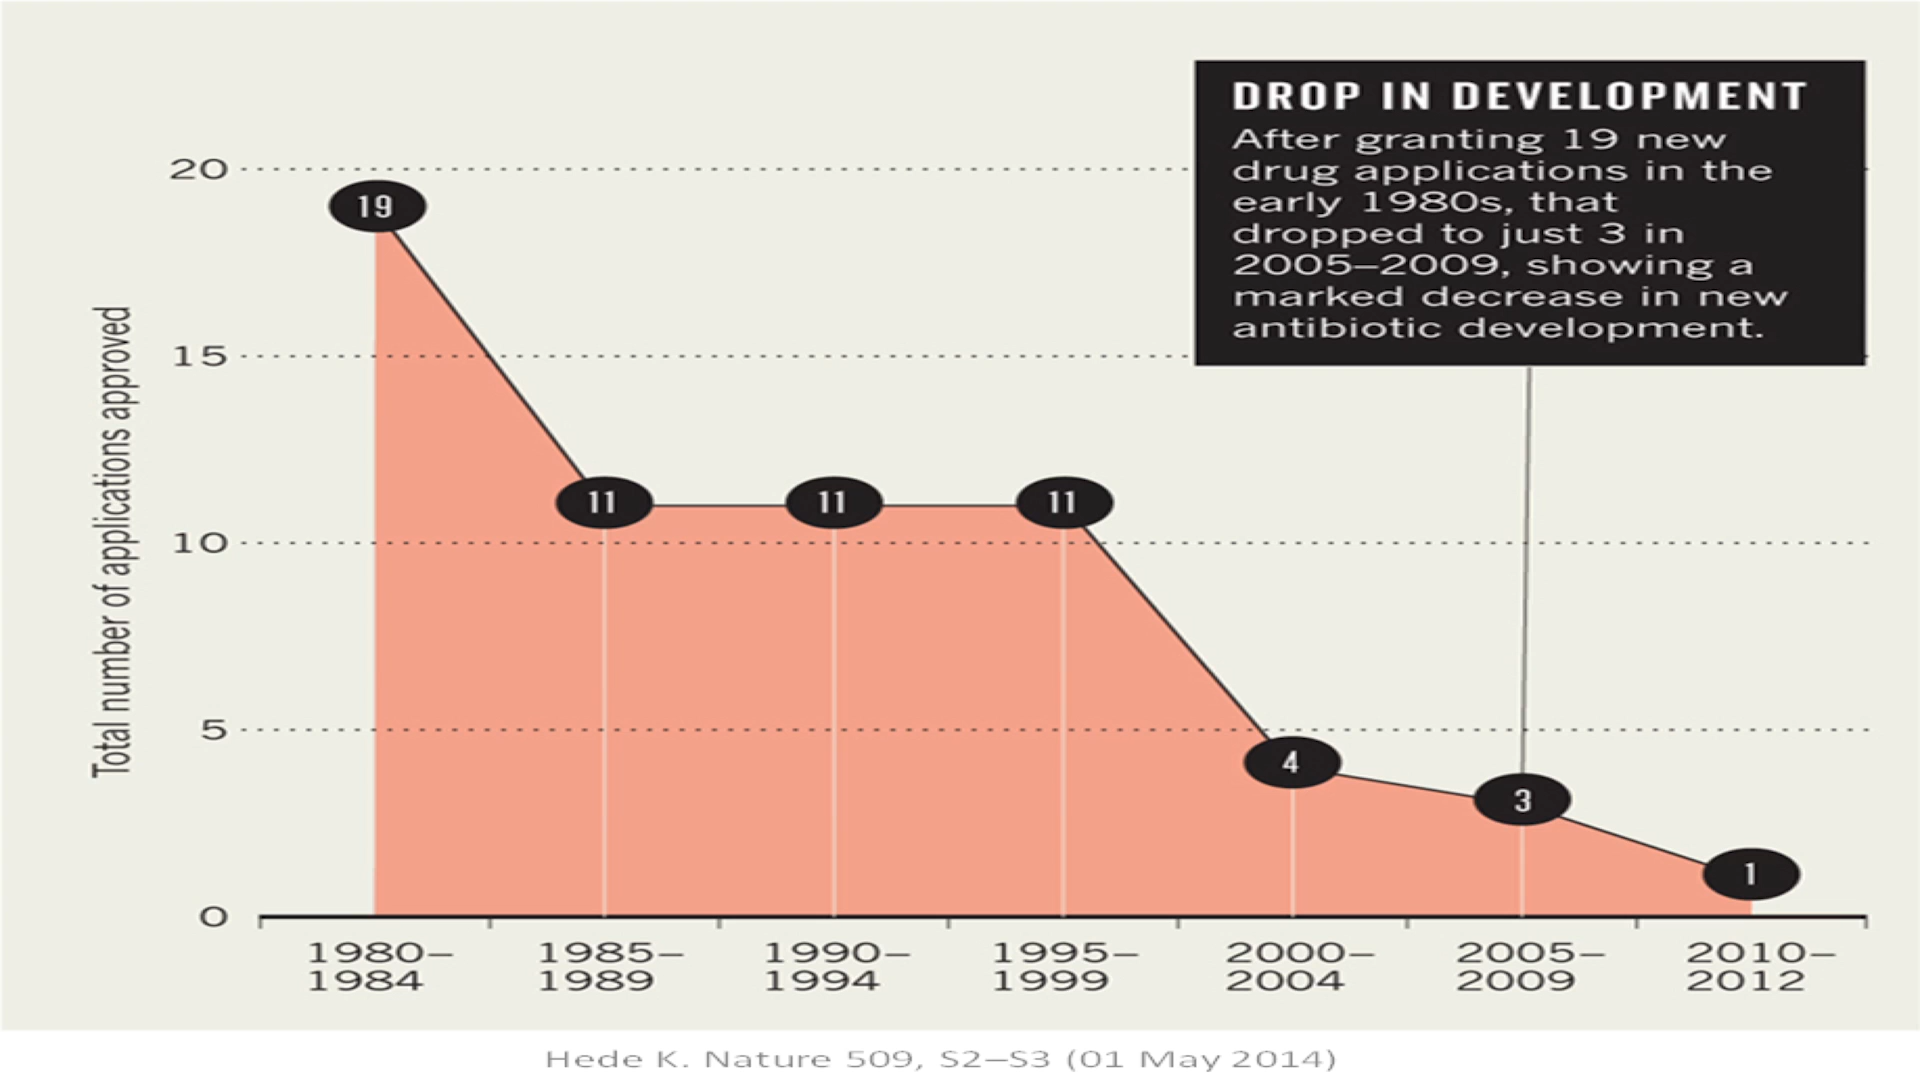 DROP IN DEVELOPMENT
After granting 19 new
drug applications in the
early 1980s, that
dropped to just 3 in
2005–2009, showing a
marked decrease in new
antibiotic development.
Total number of applications approved
20
15
10
5
0
19
11
11
11
4
3
1
1980–
1984
1985–
1989
1990–
1994
1995–
1999
2000–
2004
2005–
2009
2010–
2012
Hede K. Nature 509, S2–S3 (01 May 2014)